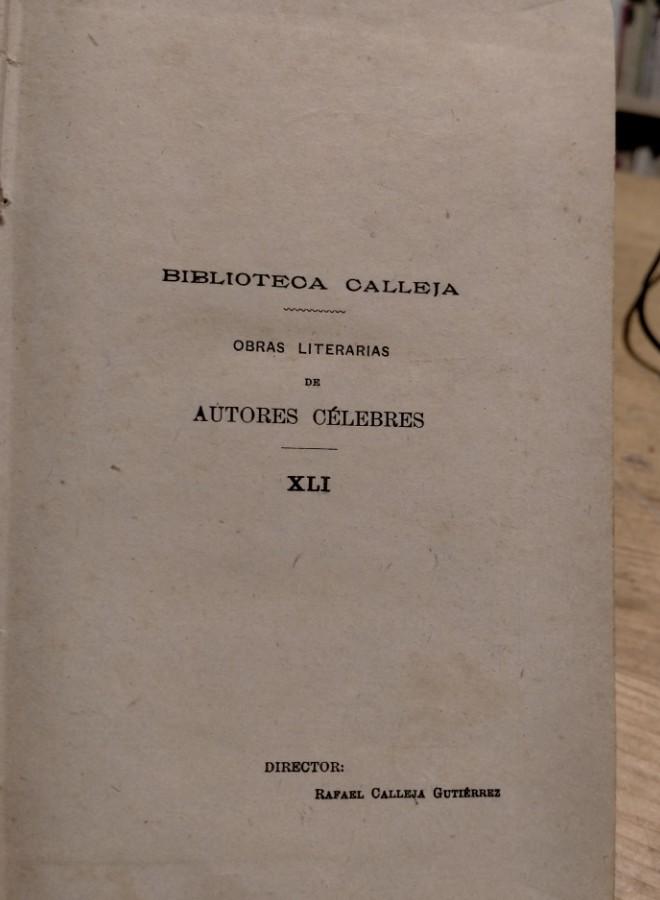 BIBLIOTECA CALLEJA
OBRAS LITERARIAS
DE
AUTORES CÉLEBRES
XLI
DIRECTOR:
RAFAEL CALLEJA GUTIÉRREZ